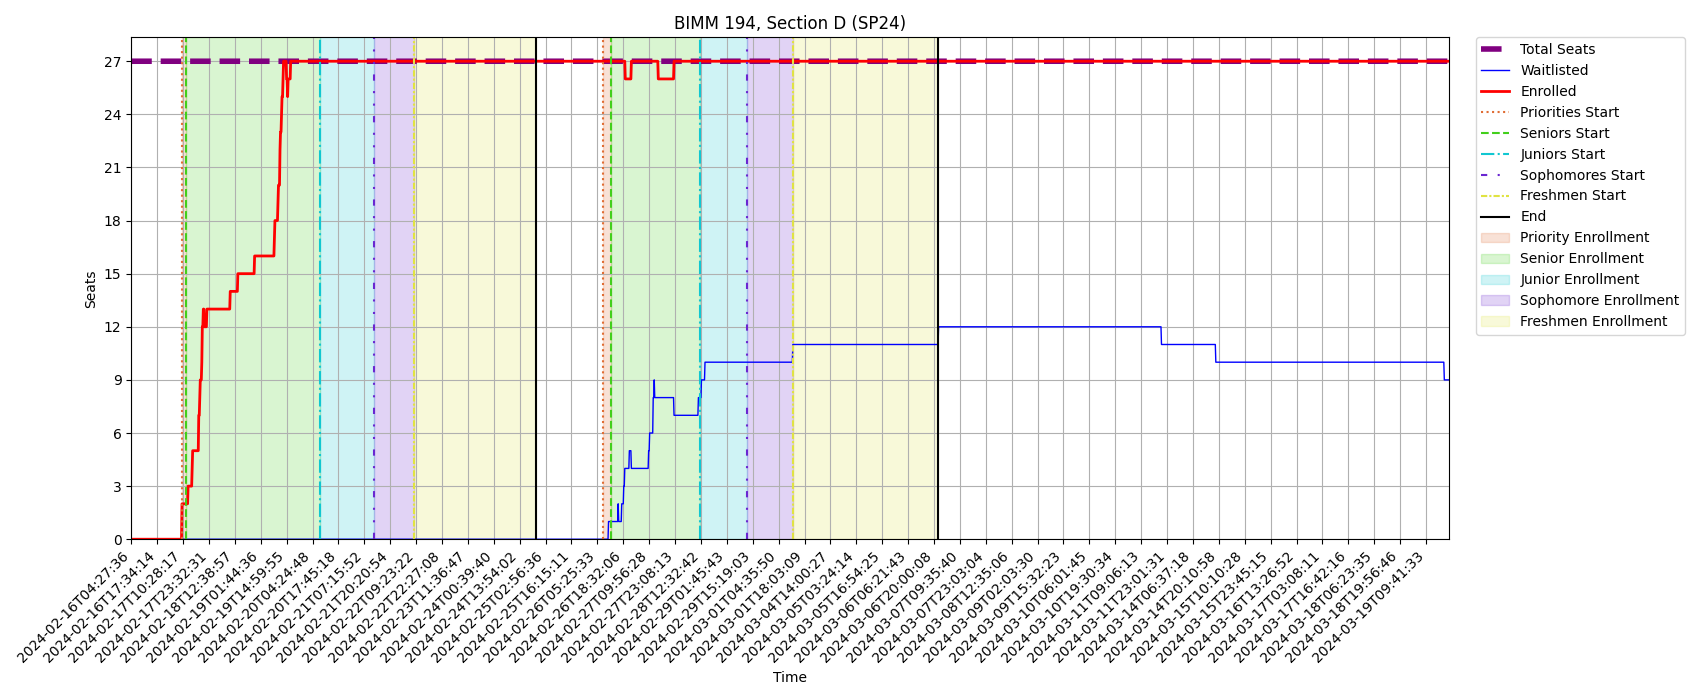 BIMM 194, Section D (SP24)
Total Seats
Waitlisted
Enrolled
Priorities Start
Seniors Start
Juniors Start
Sophomores Start
Freshmen Start
End
Priority Enrollment
Senior Enrollment
Junior Enrollment
Sophomore Enrollment
Freshmen Enrollment
Seats
27
24
21
18
15
12
9
6
3
0
2024-02-16T04:27:36
2024-02-16T17:34:14
2024-02-17T10:28:17
2024-02-17T23:32:31
2024-02-18T12:38:57
2024-02-19T01:44:36
2024-02-19T14:59:55
2024-02-20T04:24:48
2024-02-20T17:45:18
2024-02-21T07:15:52
2024-02-21T20:20:54
2024-02-22T09:23:22
2024-02-22T22:27:08
2024-02-23T11:36:47
2024-02-24T00:39:40
2024-02-24T13:54:02
2024-02-25T02:56:36
2024-02-25T16:15:11
2024-02-26T05:25:33
2024-02-26T18:32:06
2024-02-27T09:56:28
2024-02-27T23:08:13
2024-02-28T12:32:42
2024-02-29T01:45:43
2024-02-29T15:19:03
2024-03-01T04:35:50
2024-03-01T18:03:09
2024-03-04T14:00:27
2024-03-05T03:24:14
2024-03-05T16:54:25
2024-03-06T06:21:43
2024-03-06T20:00:08
2024-03-07T09:35:40
2024-03-07T23:03:04
2024-03-08T12:35:06
2024-03-09T02:03:30
2024-03-09T15:32:23
2024-03-10T06:01:45
2024-03-10T19:30:34
2024-03-11T09:06:13
2024-03-11T23:01:31
2024-03-14T06:37:18
2024-03-14T20:10:58
2024-03-15T10:10:28
2024-03-15T23:45:15
2024-03-16T13:26:52
2024-03-17T03:08:11
2024-03-17T16:42:16
2024-03-18T06:23:35
2024-03-18T19:56:46
2024-03-19T09:41:33
Time